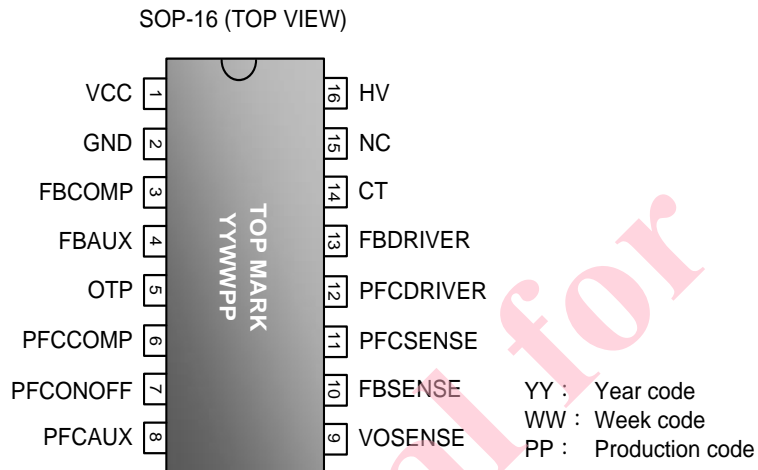 SOP-16 (TOP VIEW)
VCC 1
GND 2
FBCOMP 3
FBAUX 4
OTP 5
PFCCOMP 6
PFCONOFF 7
PFCAUX 8
TOP MARK
YYWWPP
16 HV
15 NC
14 CT
13 FBDRIVER
12 PFCDRIVER
11 PFCSENSE
10 FBSENSE
9 VOSENSE
YY : Year code
WW : Week code
PP : Production code
l for